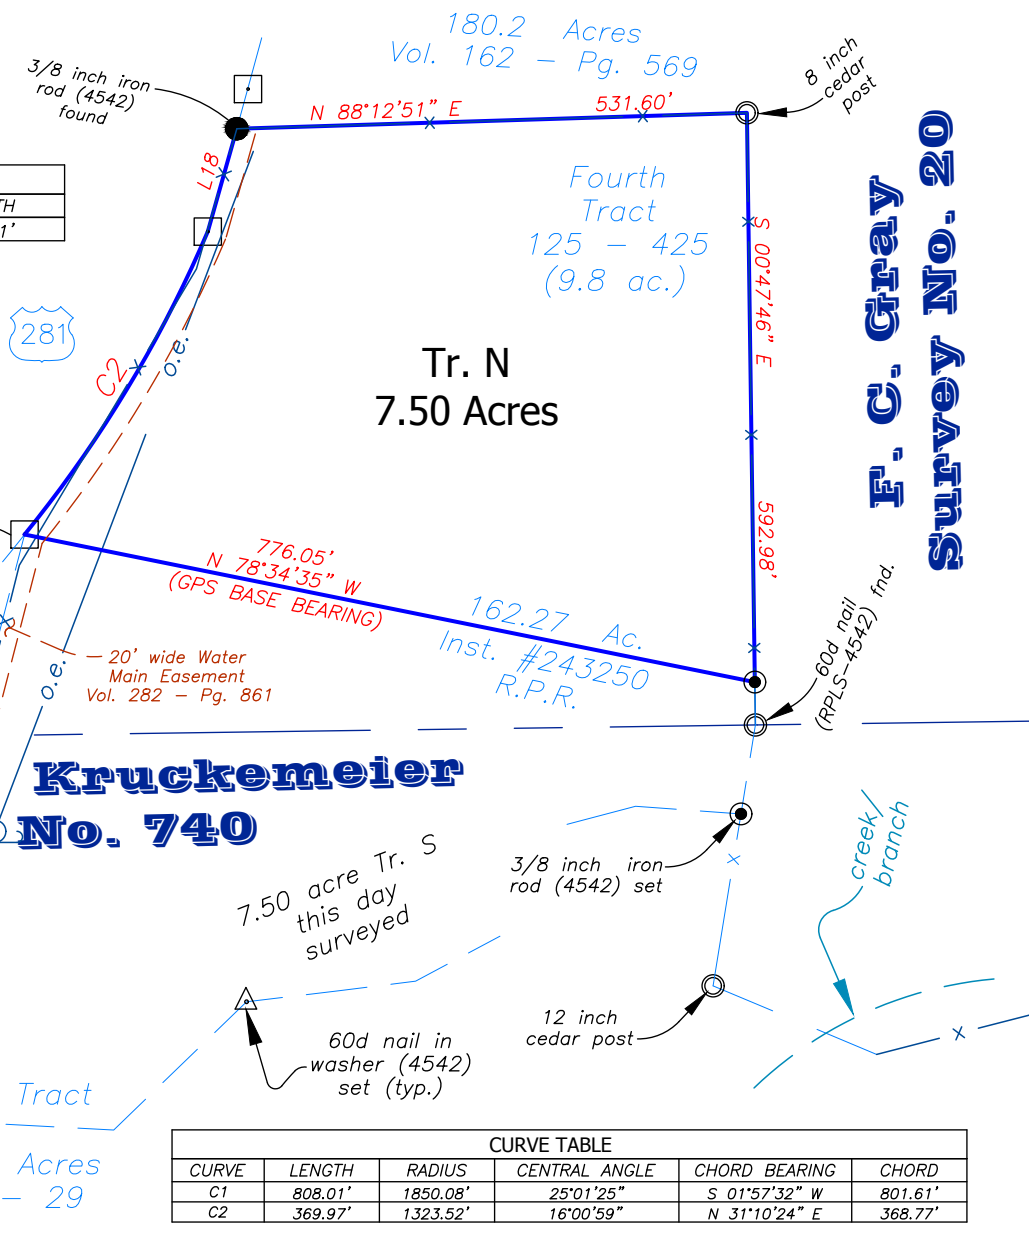 180.2 Acres
Vol. 162 – Pg. 569
3/8 inch iron
rod (4542)
found
8 inch
cedar
post
N 88°12'51" E
531.60'
L18
TH
1'
Fourth
Tract
125 – 425
(9.8 ac.)
S 00°47'46" E
592.98'
F. C. Gray
Survey No. 20
281
C2
o.e.
Tr. N
7.50 Acres
776.05'
N 78°34'35" W
(GPS BASE BEARING)
162.27 Ac.
Inst. #243250
R.P.R.
60d nail fnd.
(RPLS–4542)
20' wide Water
Main Easement
Vol. 282 – Pg. 861
o.e.
Kruckemeier
No. 740
7.50 acre Tr. S
this day
surveyed
3/8 inch iron
rod (4542) set
creek/
branch
12 inch
cedar post
60d nail in
washer (4542)
set (typ.)
Tract
Acres
– 29
CURVE TABLE
CURVE LENGTH RADIUS CENTRAL ANGLE CHORD BEARING CHORD
C1 808.01' 1850.08' 25°01'25" S 01°57'32" W 801.61'
C2 369.97' 1323.52' 16°00'59" N 31°10'24" E 368.77'